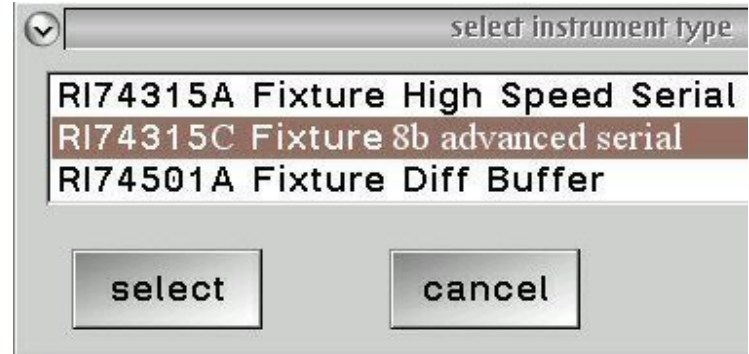 select instrument type
RI74315A Fixture High Speed Serial
RI74315C Fixture 8b advanced serial
RI74501A Fixture Diff Buffer
select cancel